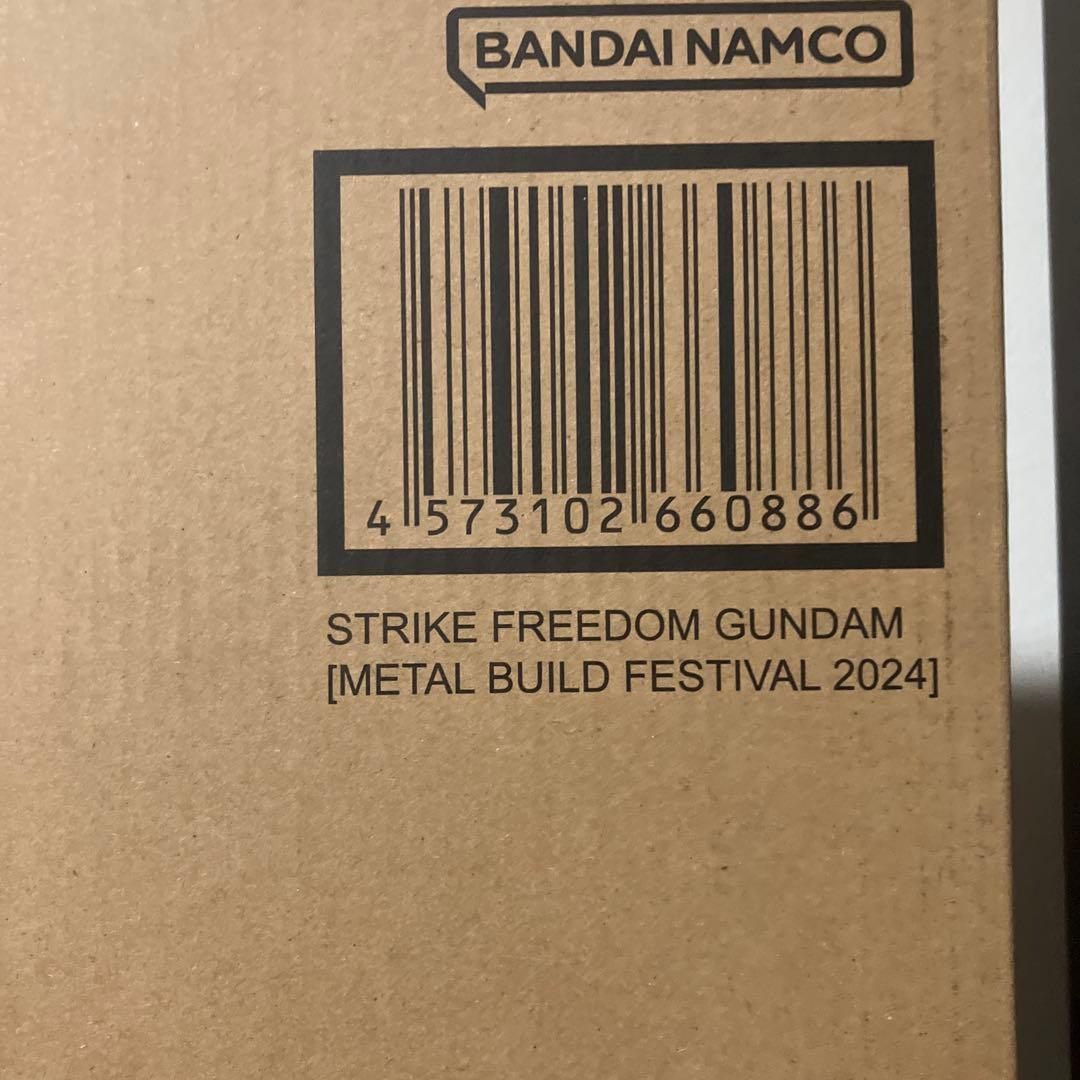 BANDAI NAMCO
4 573102 660886
STRIKE FREEDOM GUNDAM
[METAL BUILD FESTIVAL 2024]